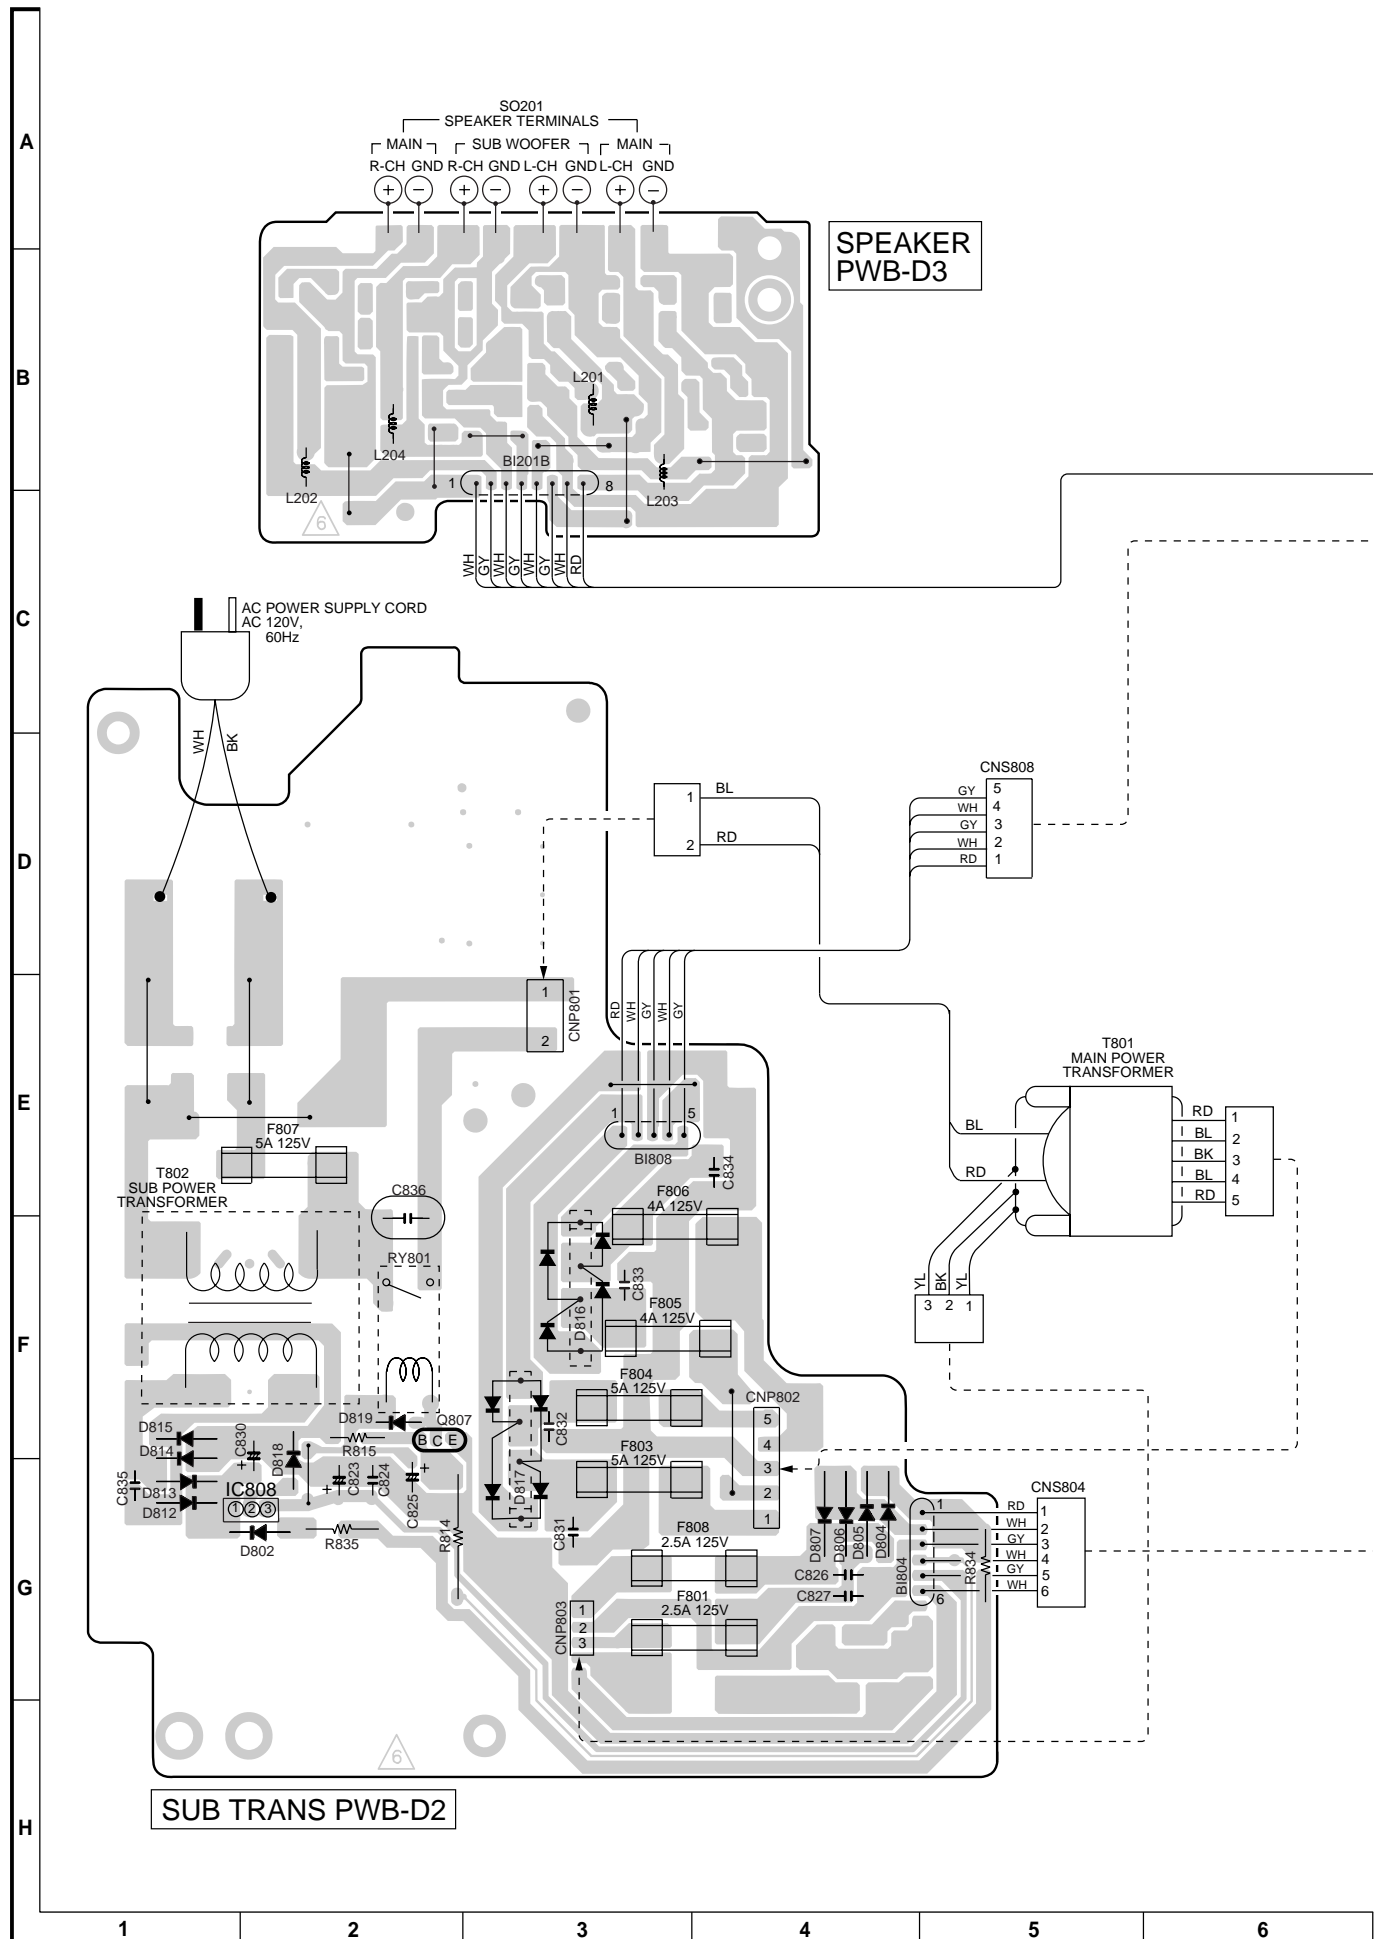 A
B
C
D
E
F
G
H
SO201
SPEAKER TERMINALS
MAIN SUB WOOFER MAIN
R-CH GND R-CH GND L-CH GND L-CH GND
+ − + − + − + −
SPEAKER
PWB-D3
L201
L204
L202
L203
BI201B
1 8
6
WH GY WH GY WH GY WH RD
AC POWER SUPPLY CORD
AC 120V,
60Hz
WH BK
1 BL
2 RD
CNS808
GY 5
WH 4
GY 3
WH 2
RD 1
CNP801
1
2
RD WH GY WH GY
1 5
BI808
T801
MAIN POWER
TRANSFORMER
BL
RD
RD 1
BL 2
BK 3
BL 4
RD 5
YL BK YL
3 2 1
F807
5A 125V
T802
SUB POWER
TRANSFORMER
C836
RY801
C834
F806
4A 125V
C833
D816
F805
4A 125V
F804
5A 125V
C832
F803
5A 125V
D817
C831
CNP802
5
4
3
2
1
D815
D814
D813
D812
C835
C830
+
D818
D819
R815
Q807
B C E
C823
+
C824
C825
+
R814
IC808
1 2 3
D802
R835
F808
2.5A 125V
F801
2.5A 125V
CNP803
1
2
3
D807 D806 D805 D804
C826
C827
BI804
1
6
R834
CNS804
RD 1
WH 2
GY 3
WH 4
GY 5
WH 6
6
SUB TRANS PWB-D2
1 2 3 4 5 6